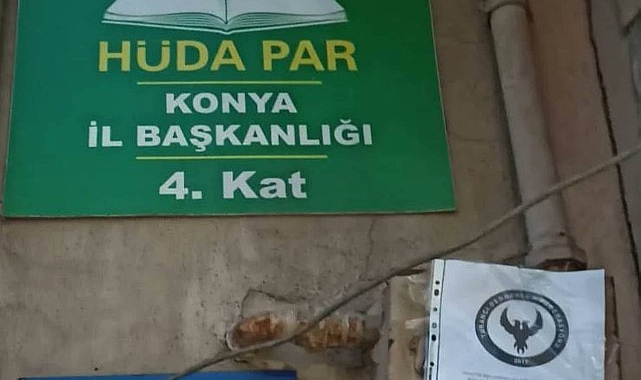 HÜDA PAR
KONYA
İL BAŞKANLIĞI
4. Kat